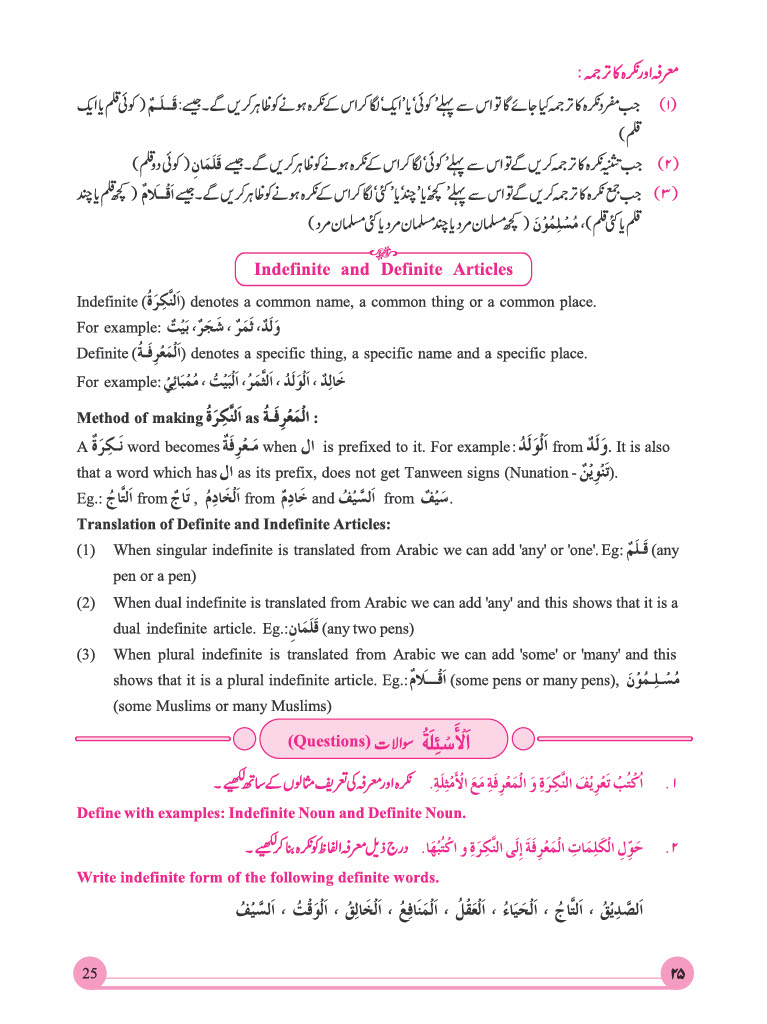 معرفہ اور نکرہ کا ترجمہ :
(۱) جب مفرد نکرہ کا ترجمہ کیا جائے گا تو اس سے پہلے ’کوئی‘ یا ’ایک‘ لگا کر اس کے نکرہ ہونے کو ظاہر کریں گے۔ جیسے : قَـلَـمٌ ( کوئی قلم یا ایک
قلم)
(۲) جب تثنیہ نکرہ کا ترجمہ کریں گے تو اس سے پہلے ’کوئی‘ لگا کر اس کے نکرہ ہونے کو ظاہر کریں گے۔ جیسے قَلَمَانِ ( کوئی دو قلم)
(۳) جب جمع نکرہ کا ترجمہ کریں گے تو اس سے پہلے ’کچھ‘ یا ’چند‘ یا ’کئی‘ لگا کر اس کے نکرہ ہونے کو ظاہر کریں گے۔ جیسے اَقْـلَامٌ ( کچھ قلم یا چند
قلم یا کئی قلم)، مُسْلِمُوْنَ ( کچھ مسلمان مرد یا چند مسلمان مرد یا کئی مسلمان مرد)
Indefinite and Definite Articles
Indefinite (اَلنَّكِرَةُ) denotes a common name, a common thing or a common place.
For example: وَلَدٌ، ثَمَرٌ ، شَجَرٌ ، بَيْتٌ
Definite (اَلْمَعْرِفَـةُ) denotes a specific thing, a specific name and a specific place.
For example: خَالِدٌ ، اَلْوَلَدُ ، اَلثَّمَرُ ، اَلْبَيْتُ ، مُمْبَائِيْ
Method of making اَلنَّكِرَةُ as الْمَعْرِفَـةُ :
A نَـكِرَةٌ word becomes مَـعْرِفَةٌ when ال is prefixed to it. For example : اَلْوَلَدُ from وَلَدٌ. It is also
that a word which has ال as its prefix, does not get Tanween signs (Nunation - تَنْوِيْنٌ).
Eg.: اَلتَّاجُ from تَاجٌ , اَلْخَادِمُ from خَادِمٌ and اَلسَّيْفُ from سَيْفٌ.
Translation of Definite and Indefinite Articles:
(1) When singular indefinite is translated from Arabic we can add 'any' or 'one'. Eg: قَـلَمٌ (any
pen or a pen)
(2) When dual indefinite is translated from Arabic we can add 'any' and this shows that it is a
dual indefinite article. Eg.: قَلَمَانِ (any two pens)
(3) When plural indefinite is translated from Arabic we can add 'some' or 'many' and this
shows that it is a plural indefinite article. Eg.: اَقْـلَامٌ (some pens or many pens), مُسْـلِـمُوْنَ
(some Muslims or many Muslims)
اَلْأَسْئِلَةُ سوالات (Questions)
۱. اُكْتُبْ تَعْرِيْفَ النَّكِرَةِ وَ الْمَعْرِفَةِ مَعَ الْأَمْثِلَةِ. نکرہ اور معرفہ کی تعریف مثالوں کے ساتھ لکھیے ۔
Define with examples: Indefinite Noun and Definite Noun.
۲. حَوِّلِ الْكَلِمَاتِ الْمَعْرِفَةَ إِلَى النَّكِرَةِ و اكْتُبْهَا. درج ذیل معرفہ الفاظ کو نکرہ بنا کر لکھیے ۔
Write indefinite form of the following definite words.
اَلصَّدِيْقُ ، اَلتَّاجُ ، اَلْحَيَاءُ ، اَلْعَقْلُ ، اَلْمَنَافِعُ ، اَلْخَالِقُ ، اَلْوَقْتُ ، اَلسَّيْفُ
25
۲۵